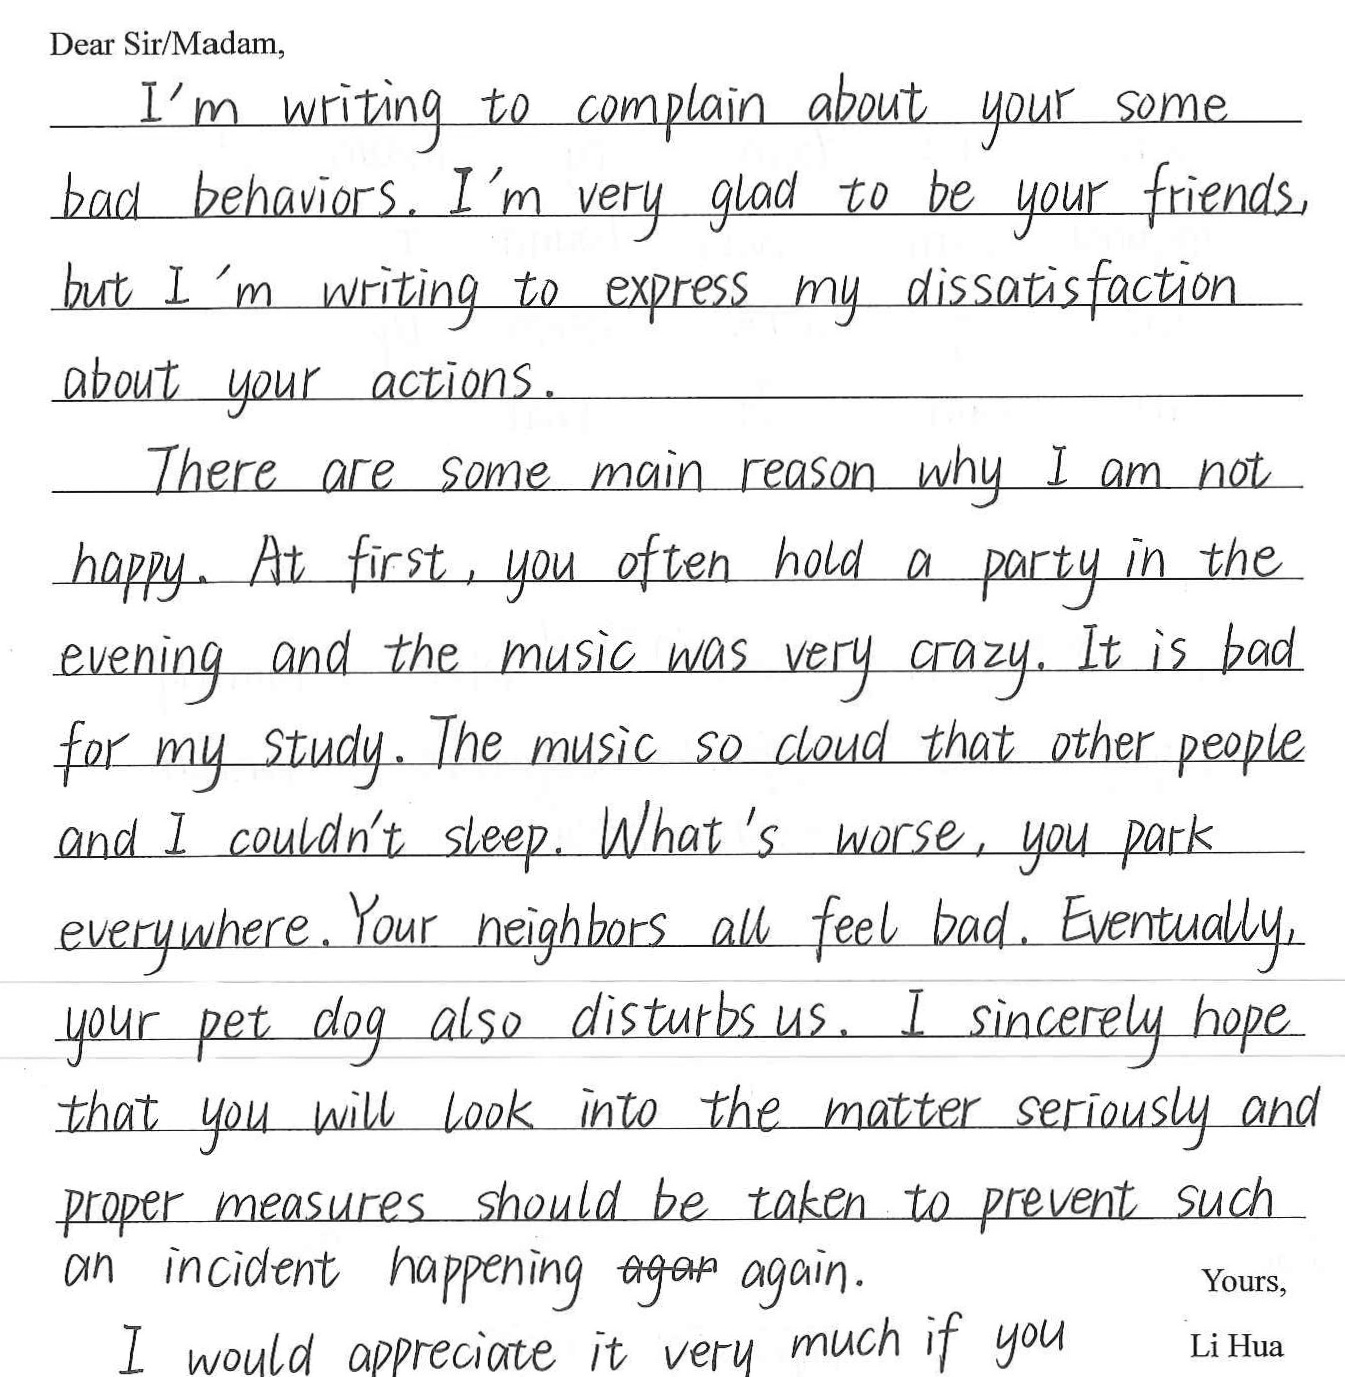 Dear Sir/Madam,
I'm writing to complain about your some
bad behaviors. I'm very glad to be your friends,
but I'm writing to express my dissatisfaction
about your actions.
There are some main reason why I am not
happy. At first, you often hold a party in the
evening and the music was very crazy. It is bad
for my study. The music so cloud that other people
and I couldn't sleep. What's worse, you park
everywhere. Your neighbors all feel bad. Eventually,
your pet dog also disturbs us. I sincerely hope
that you will look into the matter seriously and
proper measures should be taken to prevent such
an incident happening agar again.
Yours,
I would appreciate it very much if you
Li Hua